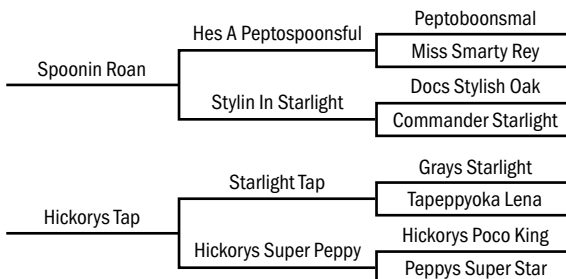 Peptoboonsmal
Hes A Peptospoonsful
Miss Smarty Rey
Spoonin Roan
Docs Stylish Oak
Stylin In Starlight
Commander Starlight
Grays Starlight
Starlight Tap
Tapeppyoka Lena
Hickorys Tap
Hickorys Poco King
Hickorys Super Peppy
Peppys Super Star